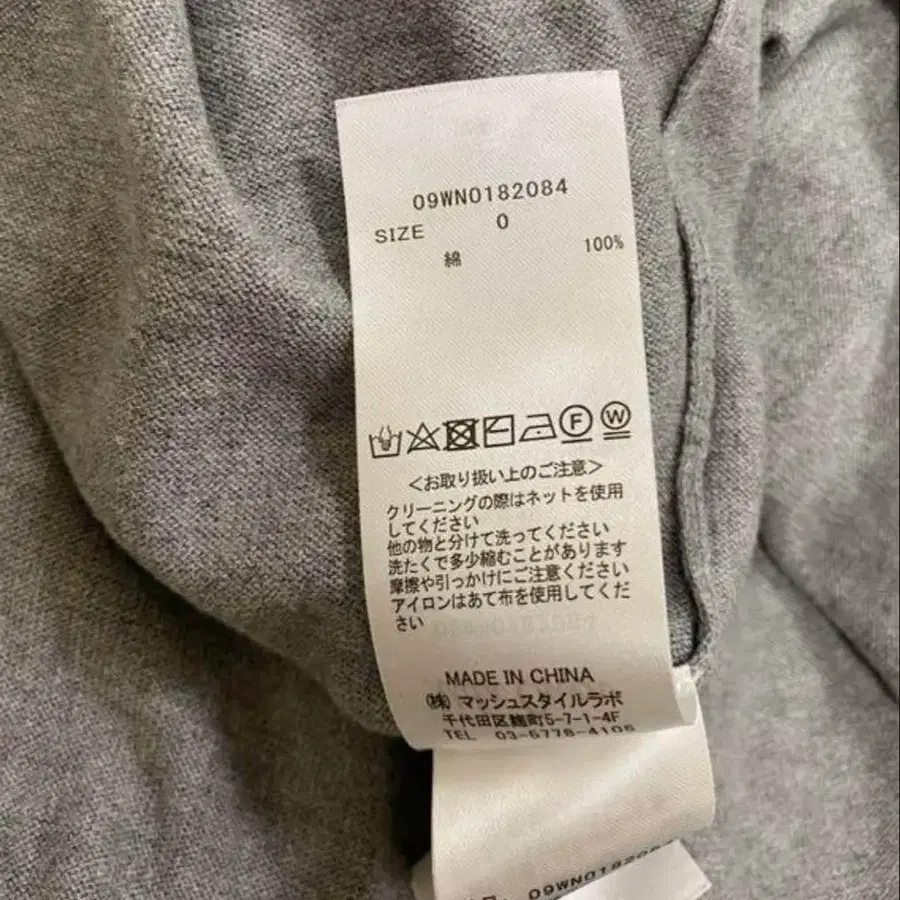 09WN0182084
SIZE 0
綿 100%
F W
<お取り扱い上のご注意>
クリーニングの際はネットを使用
してください
他の物と分けて洗ってください
洗たくで多少縮むことがあります
摩擦や引っかけにご注意ください
アイロンはあて布を使用してくだ
さい
MADE IN CHINA
㈱ マッシュスタイルラボ
千代田区麹町5-7-1-4F
TEL 03-6778-4106
09WN0182084